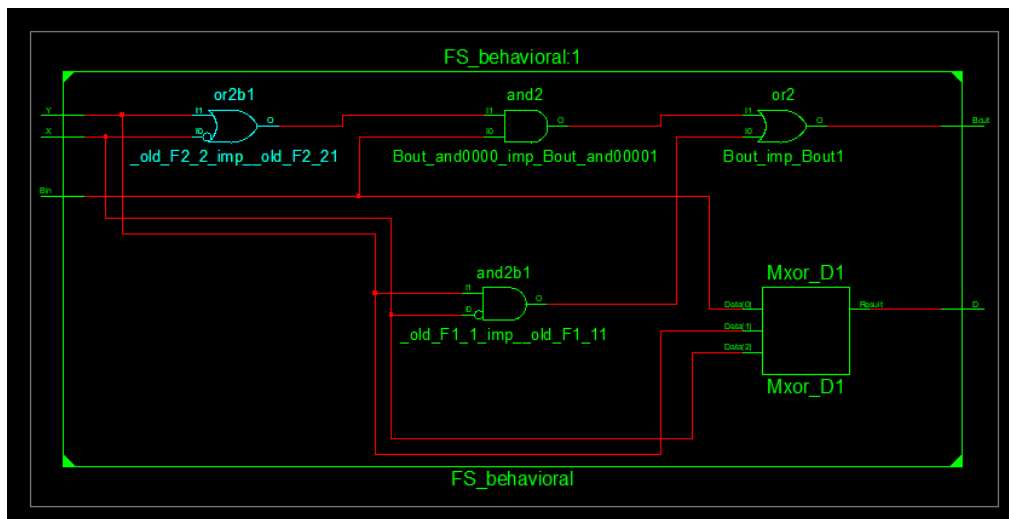 FS_behavioral:1
or2b1
and2
or2
Y
I1
I1
I1
O
O
O
Bout
X
I0
I0
I0
_old_F2_2_imp__old_F2_21
Bout_and0000_imp_Bout_and00001
Bout_imp_Bout1
Bin
and2b1
Mxor_D1
I1
O
Data(0)
Result
D
I0
Data(1)
_old_F1_1_imp__old_F1_11
Data(2)
Mxor_D1
FS_behavioral